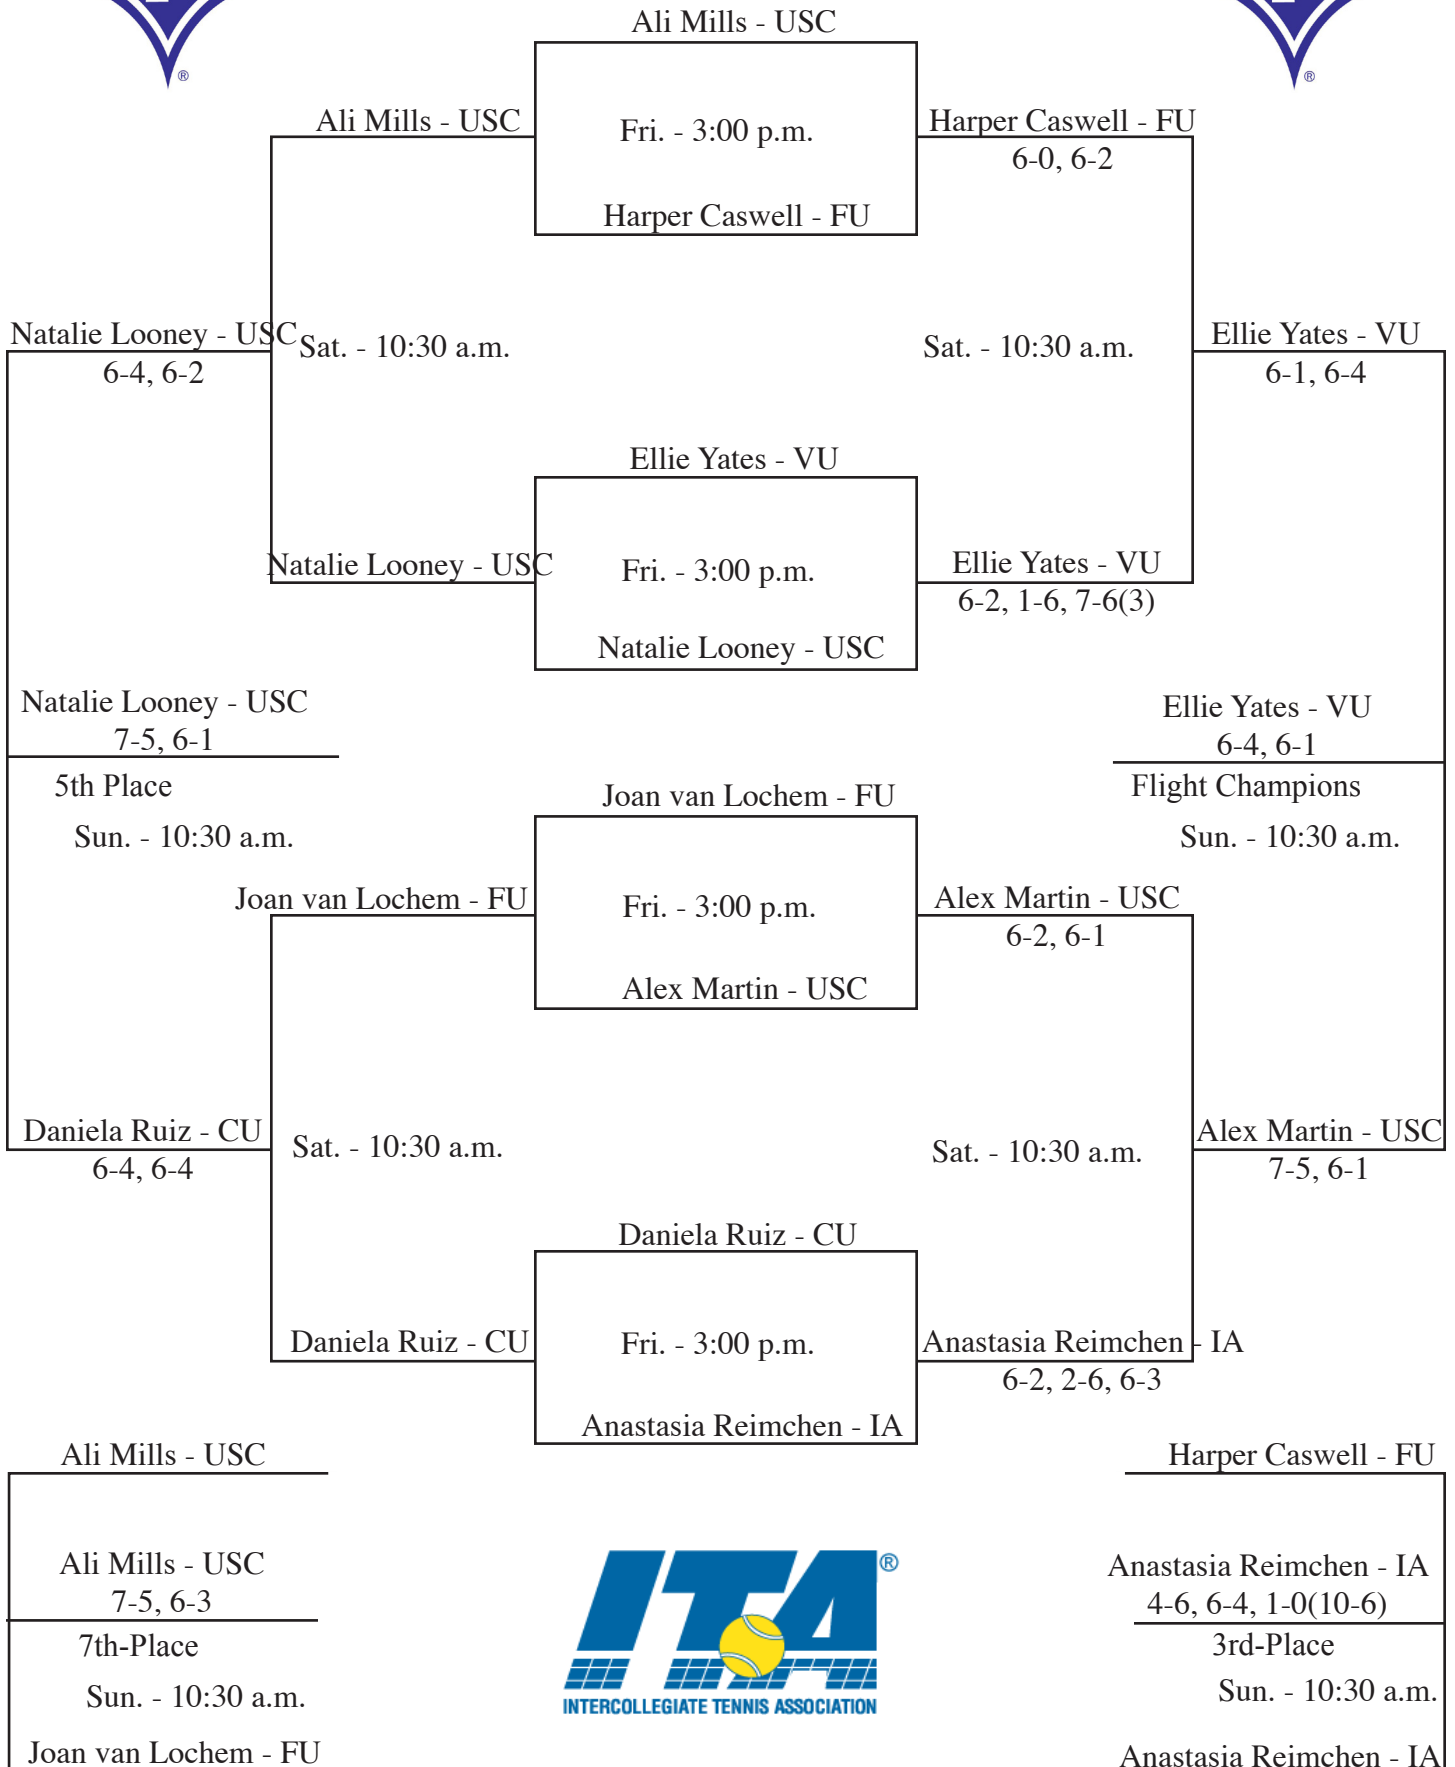 Ali Mills - USC
®
®
Ali Mills - USC
Fri. - 3:00 p.m.
Harper Caswell - FU
6-0, 6-2
Harper Caswell - FU
Natalie Looney - USC
6-4, 6-2
Sat. - 10:30 a.m.
Sat. - 10:30 a.m.
Ellie Yates - VU
6-1, 6-4
Ellie Yates - VU
Natalie Looney - USC
Fri. - 3:00 p.m.
Ellie Yates - VU
6-2, 1-6, 7-6(3)
Natalie Looney - USC
Natalie Looney - USC
7-5, 6-1
5th Place
Sun. - 10:30 a.m.
Ellie Yates - VU
6-4, 6-1
Flight Champions
Sun. - 10:30 a.m.
Joan van Lochem - FU
Joan van Lochem - FU
Fri. - 3:00 p.m.
Alex Martin - USC
6-2, 6-1
Alex Martin - USC
Daniela Ruiz - CU
6-4, 6-4
Sat. - 10:30 a.m.
Sat. - 10:30 a.m.
Alex Martin - USC
7-5, 6-1
Daniela Ruiz - CU
Daniela Ruiz - CU
Fri. - 3:00 p.m.
Anastasia Reimchen - IA
6-2, 2-6, 6-3
Anastasia Reimchen - IA
Ali Mills - USC
Ali Mills - USC
7-5, 6-3
7th-Place
Sun. - 10:30 a.m.
Joan van Lochem - FU
ITA®
INTERCOLLEGIATE TENNIS ASSOCIATION
Harper Caswell - FU
Anastasia Reimchen - IA
4-6, 6-4, 1-0(10-6)
3rd-Place
Sun. - 10:30 a.m.
Anastasia Reimchen - IA